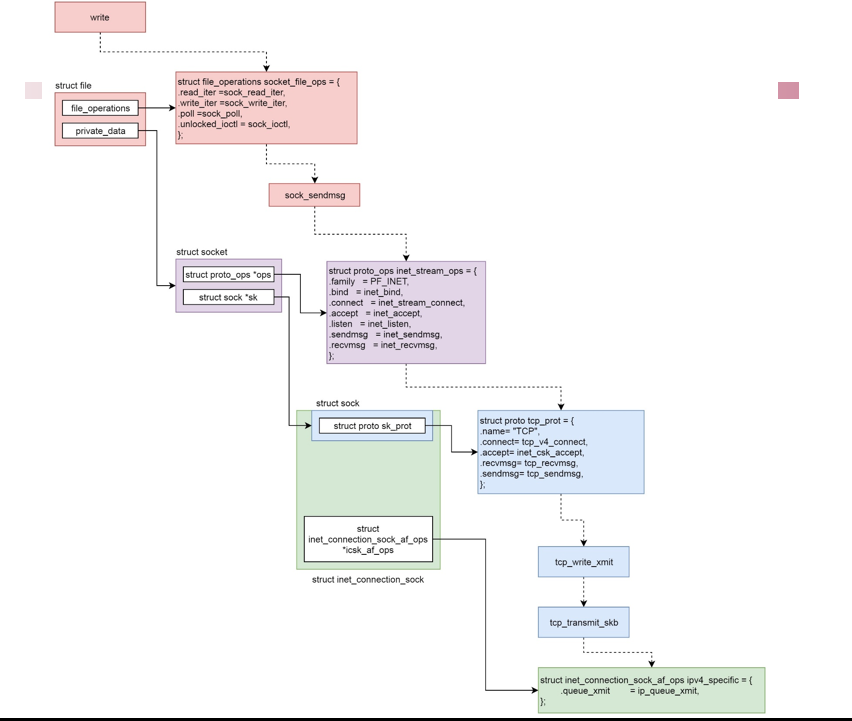 write
struct file
file_operations
private_data
struct file_operations socket_file_ops = {
.read_iter =sock_read_iter,
.write_iter =sock_write_iter,
.poll =sock_poll,
.unlocked_ioctl = sock_ioctl,
};
sock_sendmsg
struct socket
struct proto_ops *ops
struct sock *sk
struct proto_ops inet_stream_ops = {
.family = PF_INET,
.bind = inet_bind,
.connect = inet_stream_connect,
.accept = inet_accept,
.listen = inet_listen,
.sendmsg = inet_sendmsg,
.recvmsg = inet_recvmsg,
};
struct sock
struct proto sk_prot
struct proto tcp_prot = {
.name= "TCP",
.connect= tcp_v4_connect,
.accept= inet_csk_accept,
.recvmsg= tcp_recvmsg,
.sendmsg= tcp_sendmsg,
};
struct
inet_connection_sock_af_ops
*icsk_af_ops
struct inet_connection_sock
tcp_write_xmit
tcp_transmit_skb
struct inet_connection_sock_af_ops ipv4_specific = {
.queue_xmit = ip_queue_xmit,
};